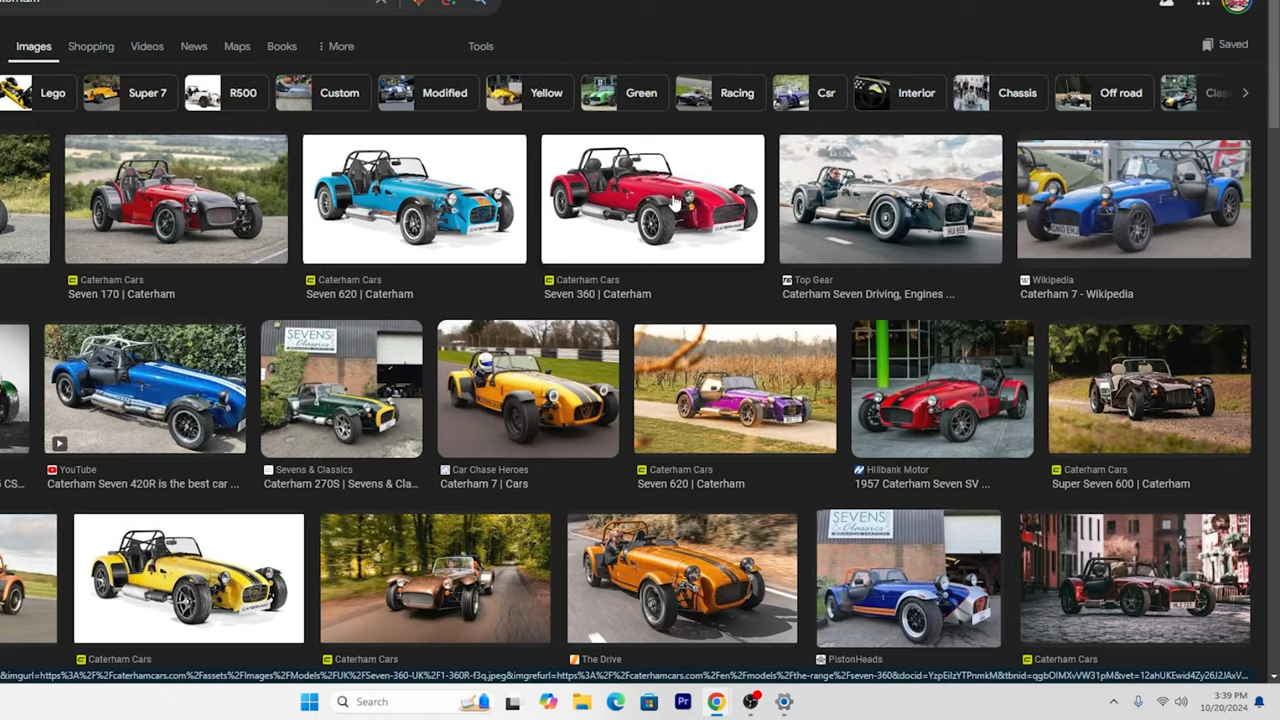 Images Shopping Videos News Maps Books More Tools Saved
Lego Super 7 R500 Custom Modified Yellow Green Racing Csr Interior Chassis Off road
Caterham Cars Caterham Cars Caterham Cars Top Gear Wikipedia
Seven 170 | Caterham Seven 620 | Caterham Seven 360 | Caterham Caterham Seven Driving, Engines ... Caterham 7 - Wikipedia
SEVENS
YouTube Sevens & Classics Car Chase Heroes Caterham Cars Hillbank Motor Caterham Cars
Caterham Seven 420R is the best car ... Caterham 270S | Sevens & Cla... Caterham 7 | Cars Seven 620 | Caterham 1957 Caterham Seven SV ... Super Seven 600 | Caterham
SEVENS
Caterham Cars Caterham Cars The Drive PistonHeads Caterham Cars
Search
Pr
3:39 PM
10/20/2024